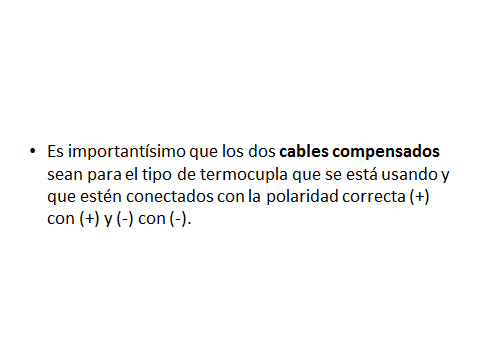 • Es importantísimo que los dos cables compensados
sean para el tipo de termocupla que se está usando y
que estén conectados con la polaridad correcta (+)
con (+) y (-) con (-).